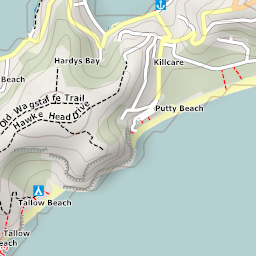 Hardys Bay
Killcare
Beach
Old Wagstaffe Trail
Hawke Head Drive
Putty Beach
Tallow Beach
Tallow
Beach